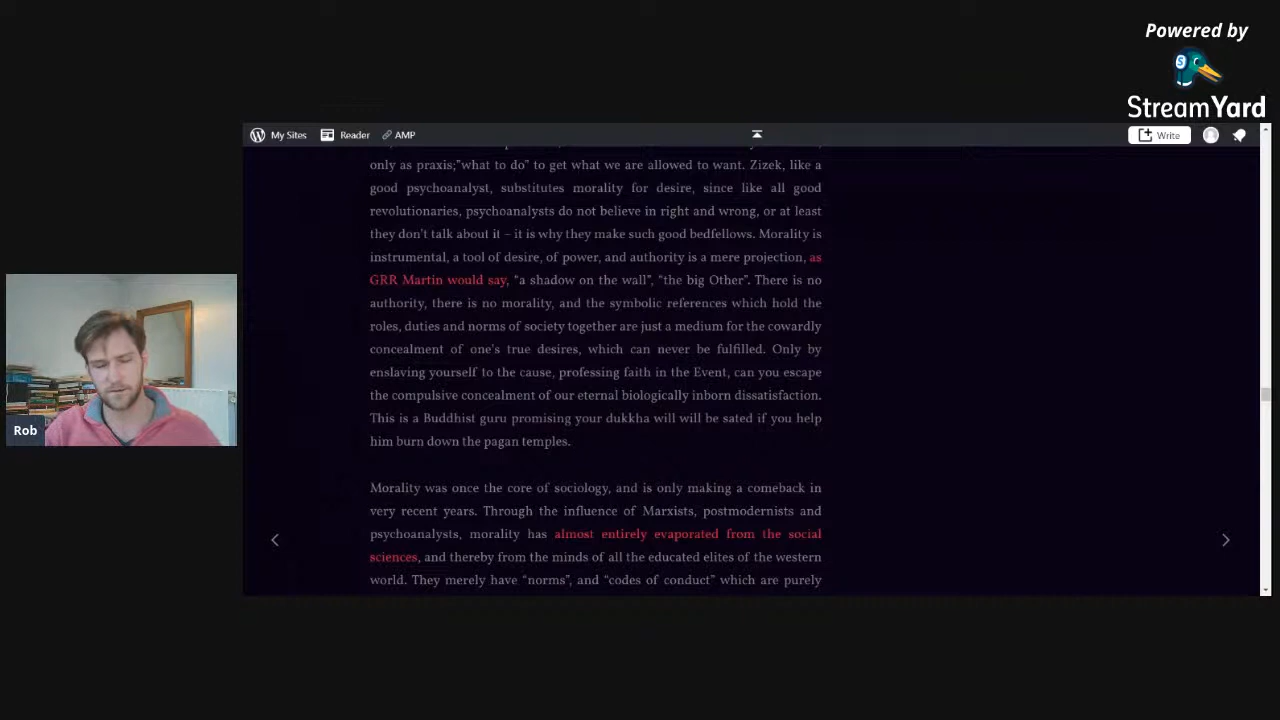 Powered by
StreamYard
My Sites
Reader
AMP
Write
only as praxis;”what to do” to get what we are allowed to want. Zizek, like a
good psychoanalyst, substitutes morality for desire, since like all good
revolutionaries, psychoanalysts do not believe in right and wrong, or at least
they don’t talk about it – it is why they make such good bedfellows. Morality is
instrumental, a tool of desire, of power, and authority is a mere projection, as
GRR Martin would say, “a shadow on the wall”, “the big Other”. There is no
authority, there is no morality, and the symbolic references which hold the
roles, duties and norms of society together are just a medium for the cowardly
concealment of one’s true desires, which can never be fulfilled. Only by
enslaving yourself to the cause, professing faith in the Event, can you escape
the compulsive concealment of our eternal biologically inborn dissatisfaction.
This is a Buddhist guru promising your dukkha will will be sated if you help
him burn down the pagan temples.
Morality was once the core of sociology, and is only making a comeback in
very recent years. Through the influence of Marxists, postmodernists and
psychoanalysts, morality has almost entirely evaporated from the social
sciences, and thereby from the minds of all the educated elites of the western
world. They merely have “norms”, and “codes of conduct” which are purely
Rob